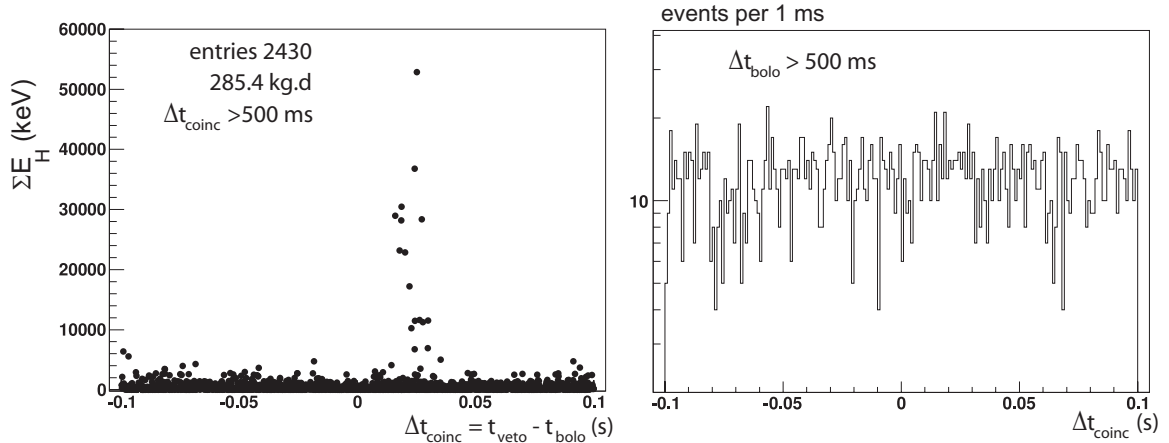 60000
50000
40000
30000
20000
10000
0
ΣE_H (keV)
entries 2430
285.4 kg.d
Δt_coinc >500 ms
-0.1
-0.05
0
0.05
0.1
Δt_coinc = t_veto - t_bolo (s)
events per 1 ms
Δt_bolo > 500 ms
10
-0.1
-0.05
0
0.05
0.1
Δt_coinc (s)